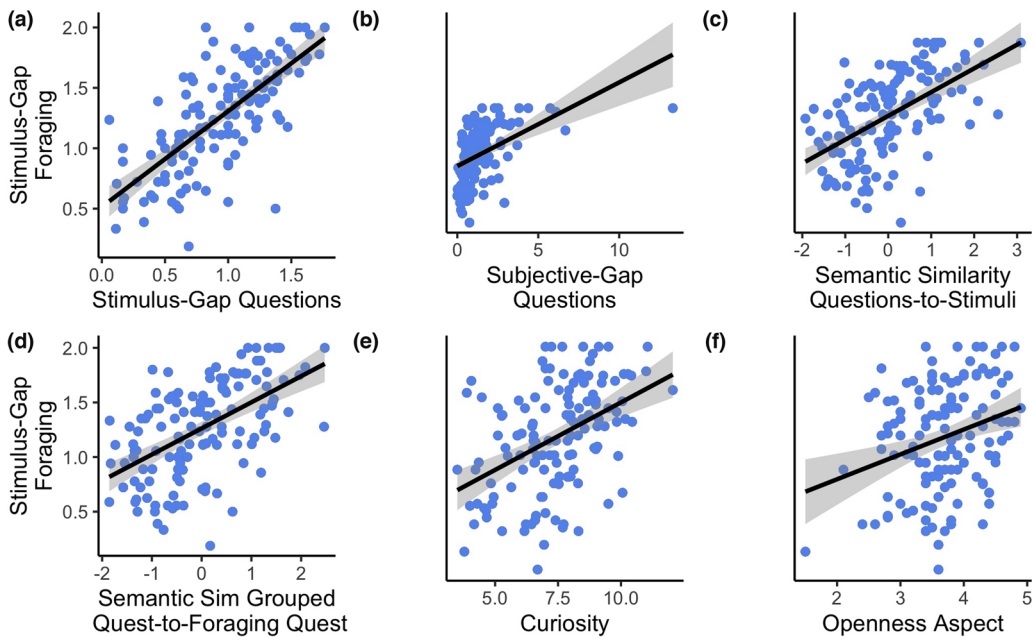 (a)
(b)
(c)
Stimulus-Gap
Foraging
2.0
1.5
1.0
0.5
0.0 0.5 1.0 1.5
0 5 10
-2 -1 0 1 2 3
Stimulus-Gap Questions
Subjective-Gap
Questions
Semantic Similarity
Questions-to-Stimuli
(d)
(e)
(f)
Stimulus-Gap
Foraging
2.0
1.5
1.0
0.5
-2 -1 0 1 2
5.0 7.5 10.0
2 3 4 5
Semantic Sim Grouped
Quest-to-Foraging Quest
Curiosity
Openness Aspect